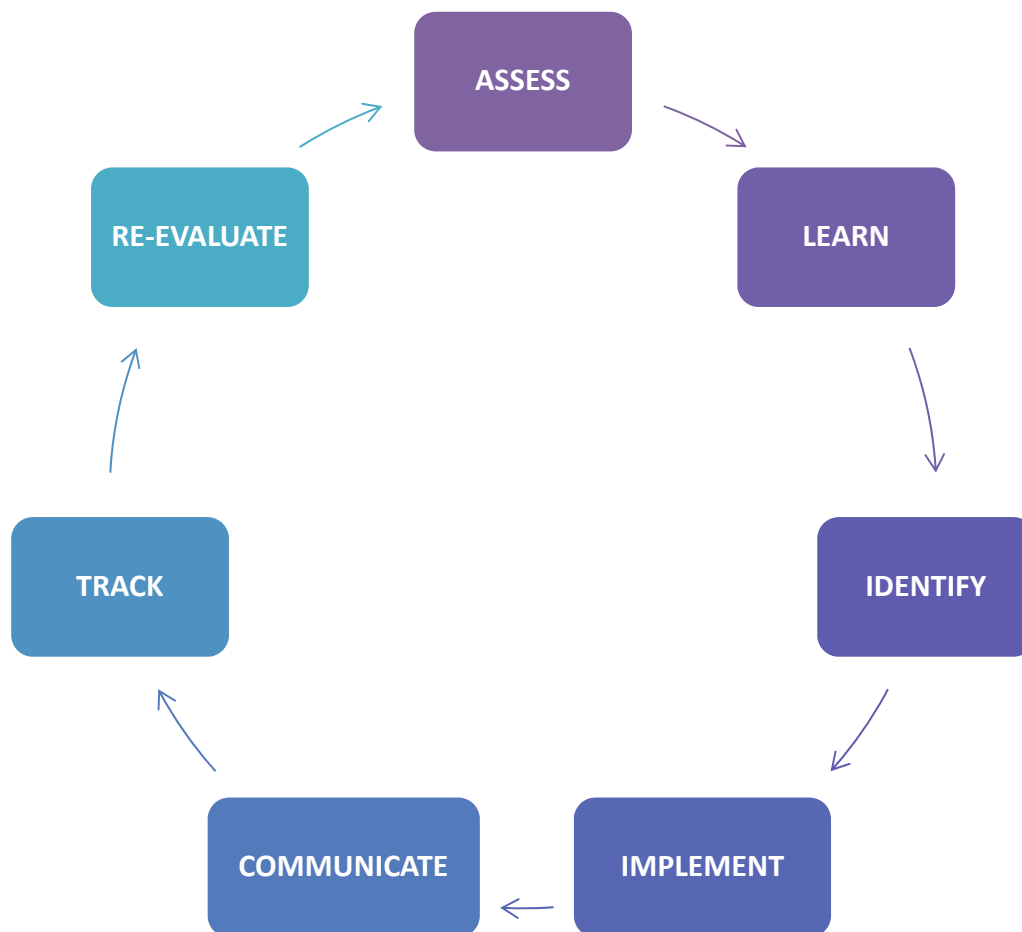 ASSESS
LEARN
IDENTIFY
IMPLEMENT
COMMUNICATE
TRACK
RE-EVALUATE